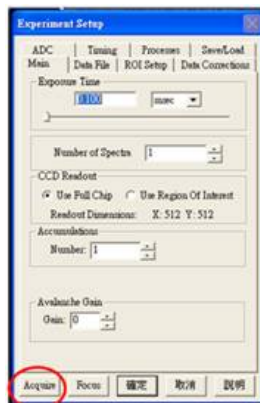 Experiment Setup
ADC Timing Processes Save/Load
Main Data File ROI Setup Data Corrections
Exposure Time
0.100 msec
Number of Spectra 1
CCD Readout
Use Full Chip Use Region Of Interest
Readout Dimensions: X: 512 Y: 512
Accumulations
Number: 1
Avalanche Gain
Gain: 0
Acquire Focus 確定 取消 說明